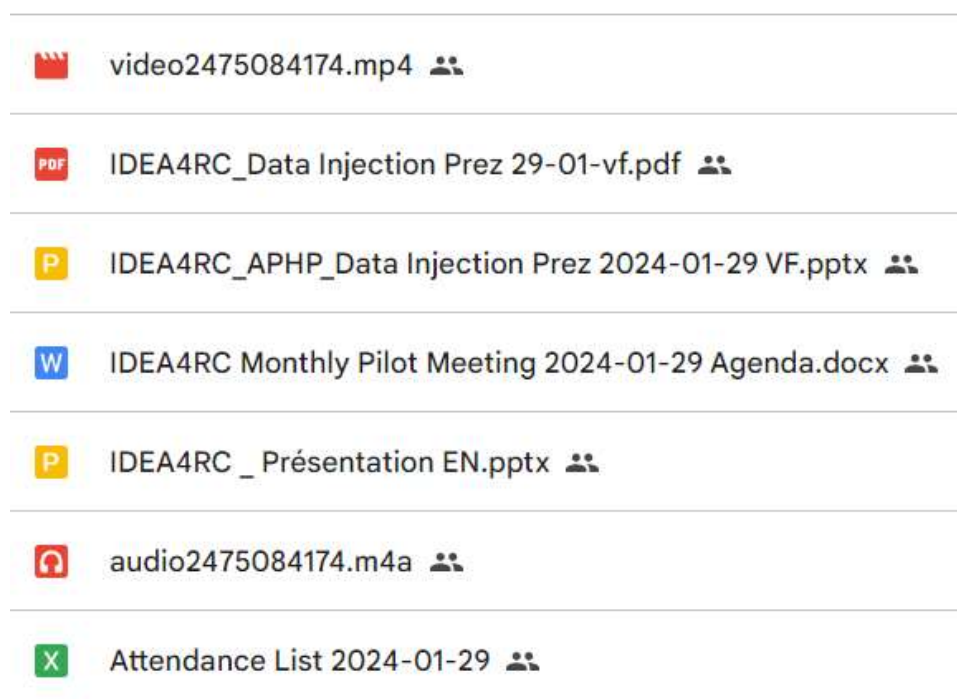 video2475084174.mp4
PDF IDEA4RC_Data Injection Prez 29-01-vf.pdf
P IDEA4RC_APHP_Data Injection Prez 2024-01-29 VF.pptx
W IDEA4RC Monthly Pilot Meeting 2024-01-29 Agenda.docx
P IDEA4RC _ Présentation EN.pptx
audio2475084174.m4a
X Attendance List 2024-01-29